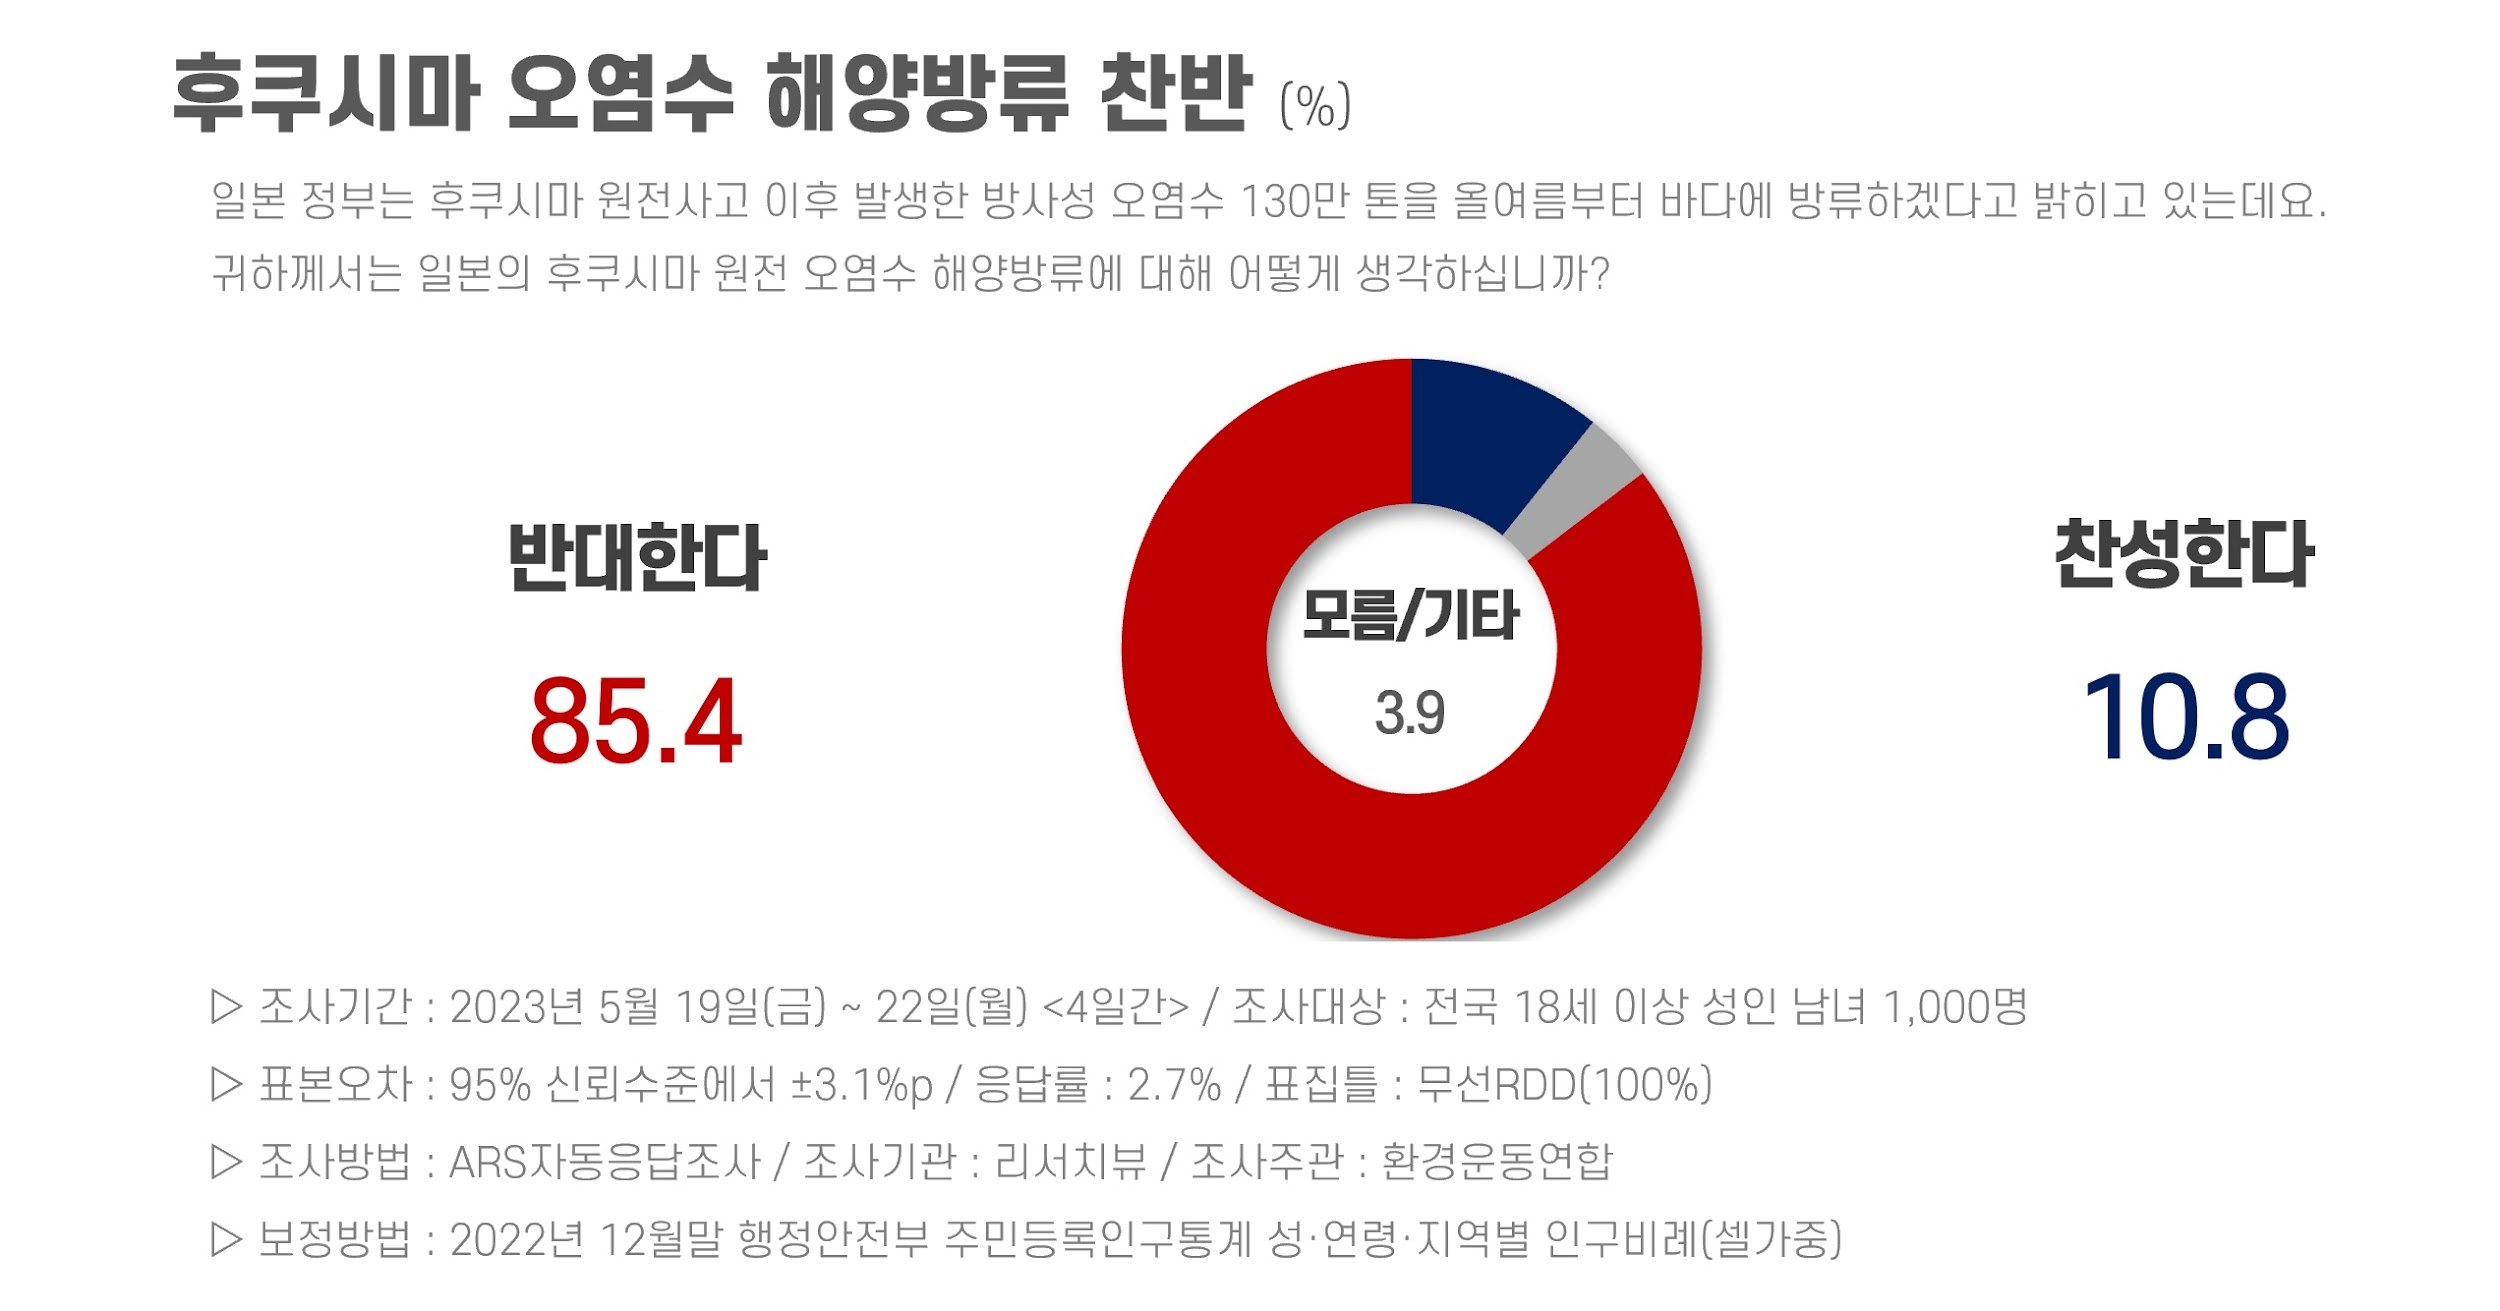 후쿠시마 오염수 해양방류 찬반 (%)
일본 정부는 후쿠시마 원전사고 이후 발생한 방사성 오염수 130만 톤을 올여름부터 바다에 방류하겠다고 밝히고 있는데요.
귀하께서는 일본의 후쿠시마 원전 오염수 해양방류에 대해 어떻게 생각하십니까?
반대한다
85.4
모름/기타
3.9
찬성한다
10.8
▷ 조사기간 : 2023년 5월 19일(금) ~ 22일(월) <4일간> / 조사대상 : 전국 18세 이상 성인 남녀 1,000명
▷ 표본오차 : 95% 신뢰수준에서 ±3.1%p / 응답률 : 2.7% / 표집틀 : 무선RDD(100%)
▷ 조사방법 : ARS자동응답조사 / 조사기관 : 리서치뷰 / 조사주관 : 환경운동연합
▷ 보정방법 : 2022년 12월말 행정안전부 주민등록인구통계 성·연령·지역별 인구비례(셀가중)